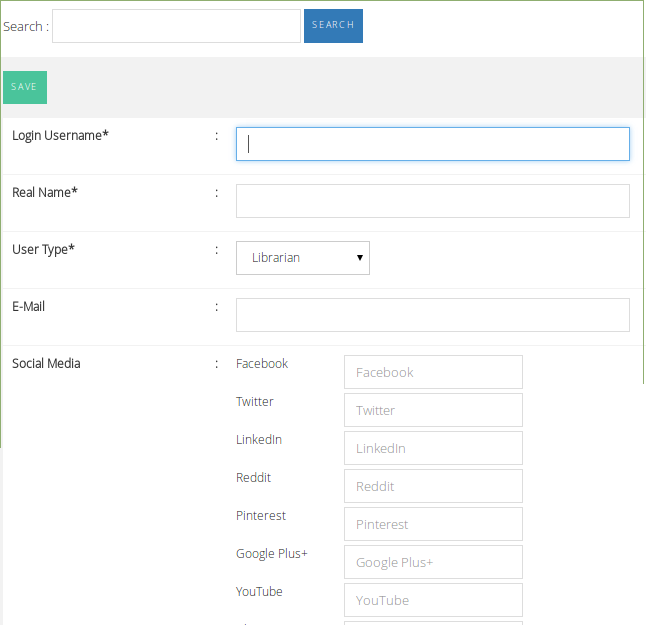 Search : SEARCH
SAVE
Login Username* :
Real Name* :
User Type* : Librarian
E-Mail :
Social Media : Facebook Facebook
Twitter Twitter
LinkedIn LinkedIn
Reddit Reddit
Pinterest Pinterest
Google Plus+ Google Plus+
YouTube YouTube